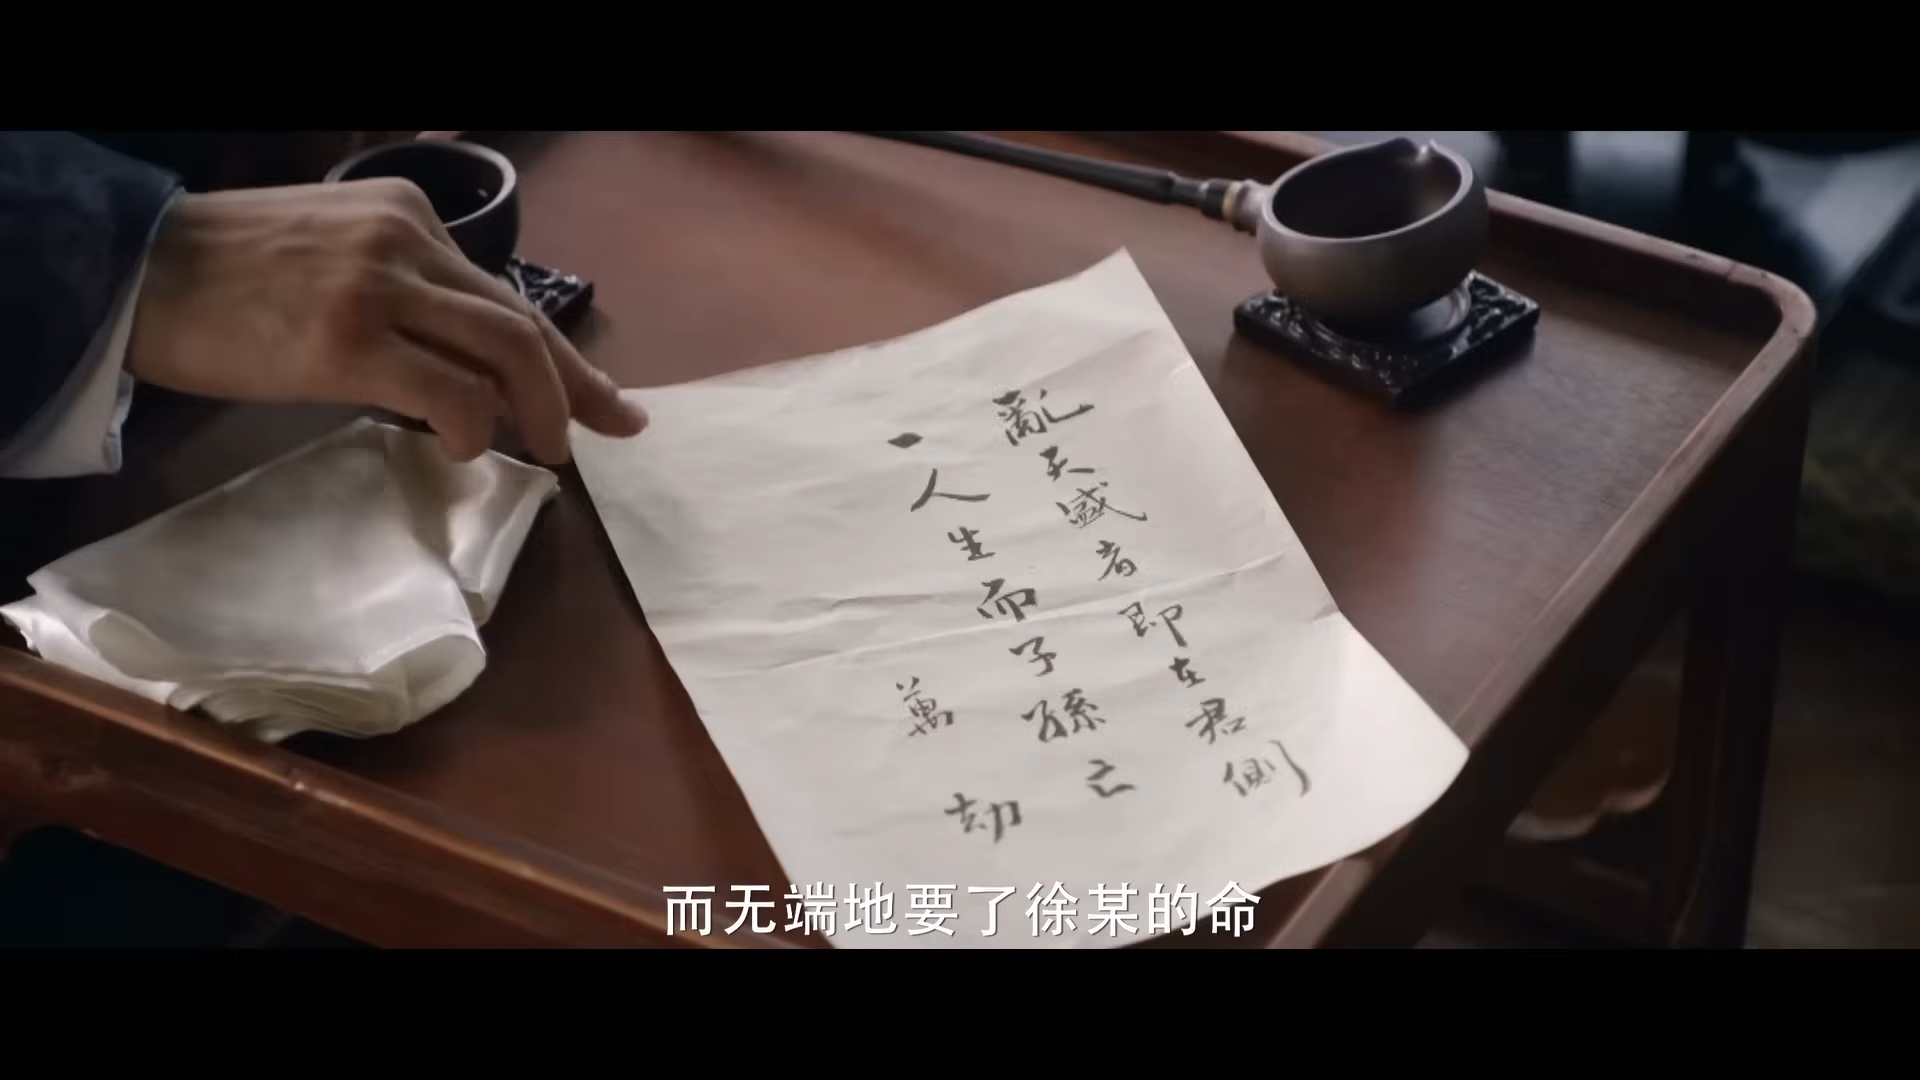 亂天盛者即在君側
一人生而子孫亡
萬劫
而无端地要了徐某的命